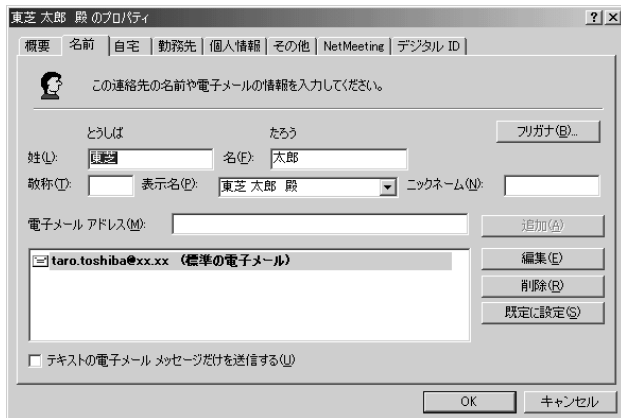 東芝 太郎 殿 のプロパティ
概要 名前 自宅 勤務先 個人情報 その他 NetMeeting デジタル ID
この連絡先の名前や電子メールの情報を入力してください。
とうしば たろう フリガナ(B)...
姓(L): 東芝 名(F): 太郎
敬称(T): 表示名(P): 東芝 太郎 殿 ニックネーム(N):
電子メール アドレス(M): 追加(A)
taro.toshiba@xx.xx (標準の電子メール) 編集(E)
削除(R)
既定に設定(S)
テキストの電子メール メッセージだけを送信する(U)
OK キャンセル